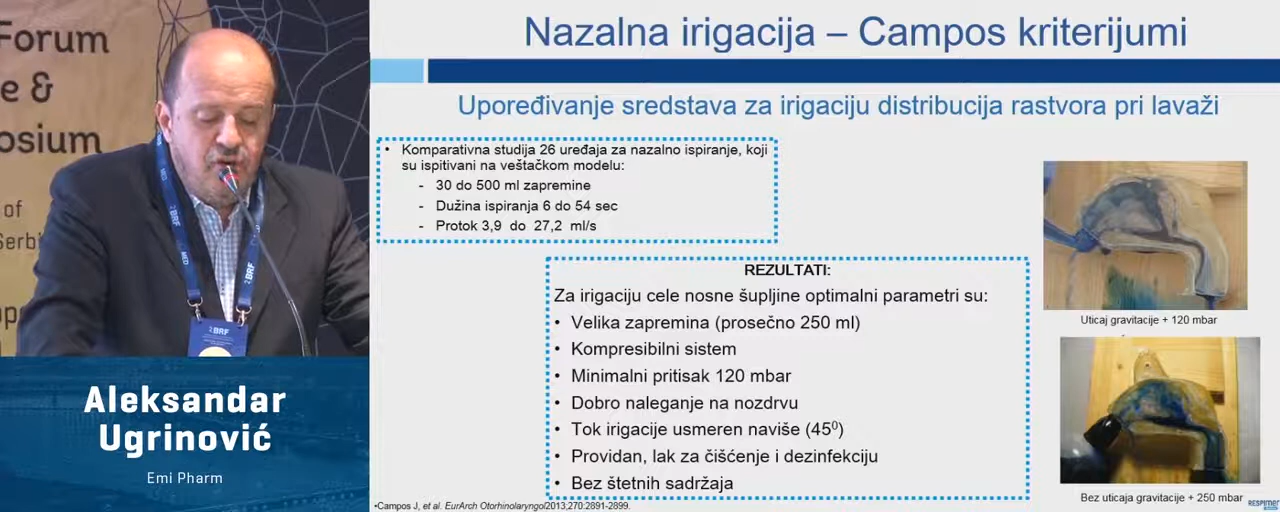 Forum
e &
osium
of
Serbi
BRF
MED
BRF
MED
BRF
Aleksandar
Ugrinović
Emi Pharm
Nazalna irigacija – Campos kriterijumi
Upoređivanje sredstava za irigaciju distribucija rastvora pri lavaži
• Komparativna studija 26 uređaja za nazalno ispiranje, koji
su ispitivani na veštačkom modelu:
- 30 do 500 ml zapremine
- Dužina ispiranja 6 do 54 sec
- Protok 3,9 do 27,2 ml/s
REZULTATI:
Za irigaciju cele nosne šupljine optimalni parametri su:
• Velika zapremina (prosečno 250 ml)
• Kompresibilni sistem
• Minimalni pritisak 120 mbar
• Dobro naleganje na nozdrvu
• Tok irigacije usmeren naviše (45⁰)
• Providan, lak za čišćenje i dezinfekciju
• Bez štetnih sadržaja
Uticaj gravitacije + 120 mbar
Bez uticaja gravitacije + 250 mbar
•Campos J, et al. EurArch Otorhinolaryngol2013;270:2891-2899.